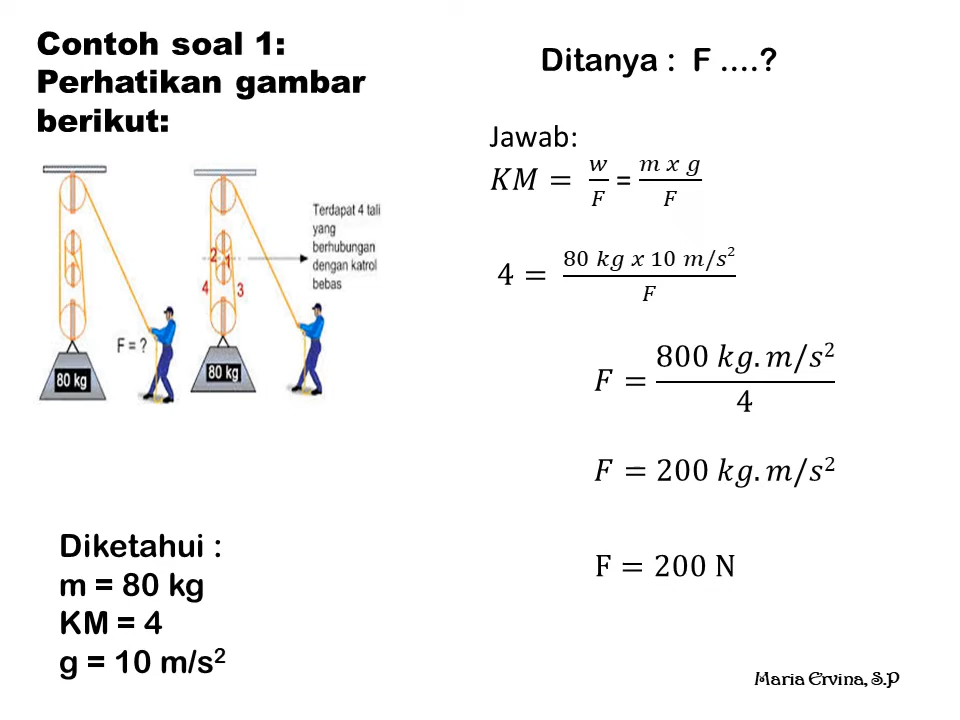 Contoh soal 1:
Perhatikan gambar
berikut:
F = ?
80 kg
Terdapat 4 tali
yang
berhubungan
dengan katrol
bebas
2 1
4 3
80 kg
Diketahui :
m = 80 kg
KM = 4
g = 10 m/s²
Ditanya : F ....?
Jawab:
KM = w/F = m x g/F
4 = 80 kg x 10 m/s²/F
F = 800 kg. m/s²/4
F = 200 kg. m/s²
F = 200 N
Maria Ervina, S.P